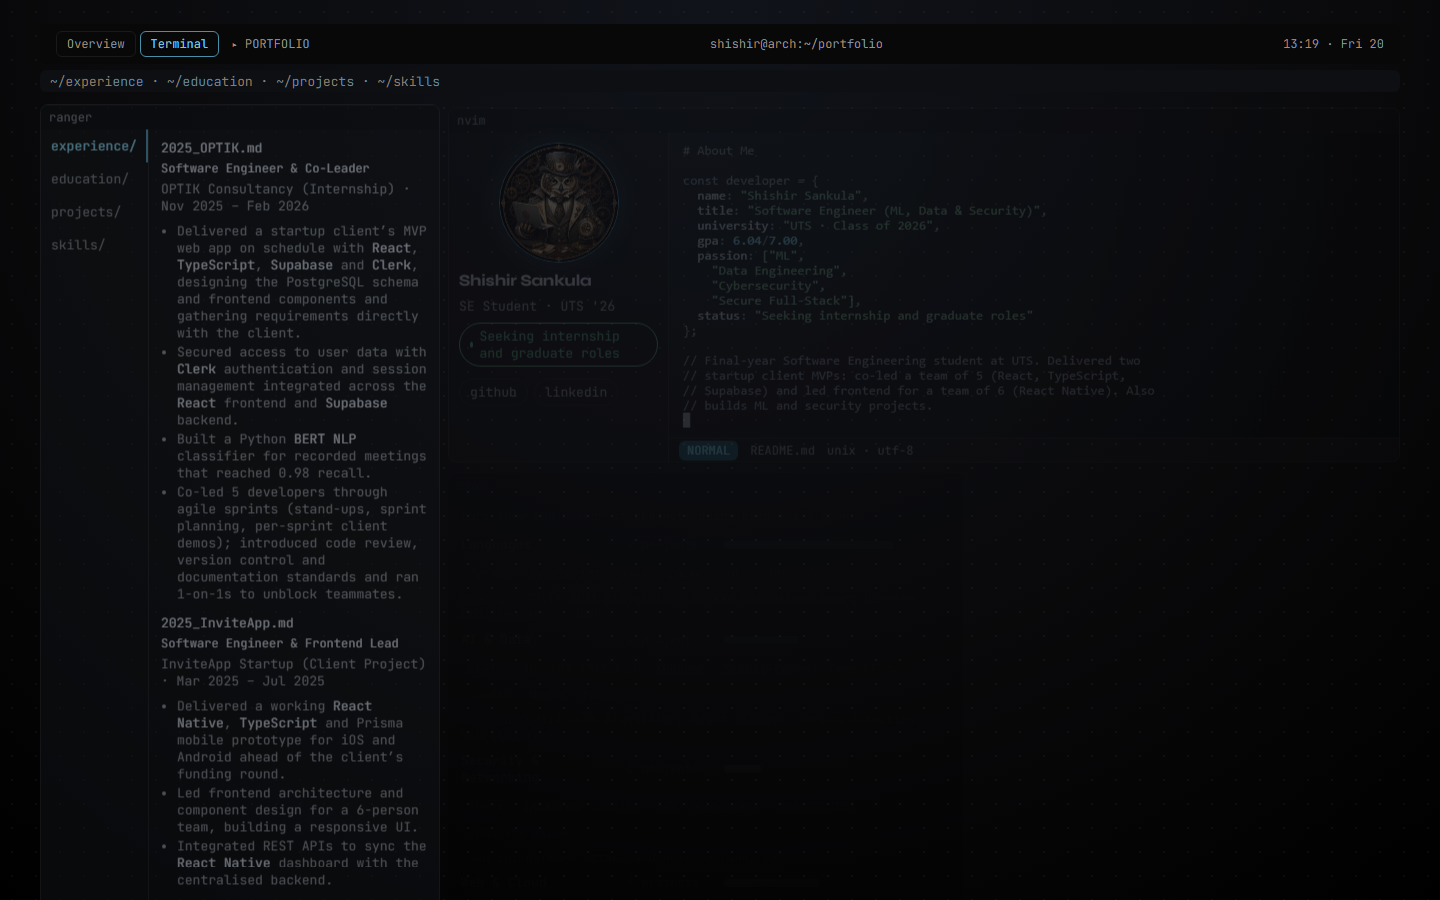 Overview
Terminal
▸ PORTFOLIO
shishir@arch:~/portfolio
13:19 · Fri 20
~/experience · ~/education · ~/projects · ~/skills
ranger
experience/
education/
projects/
skills/
2025_OPTIK.md
Software Engineer & Co-Leader
OPTIK Consultancy (Internship) ·
Nov 2025 – Feb 2026
• Delivered a startup client’s MVP
web app on schedule with React,
TypeScript, Supabase and Clerk,
designing the PostgreSQL schema
and frontend components and
gathering requirements directly
with the client.
• Secured access to user data with
Clerk authentication and session
management integrated across the
React frontend and Supabase
backend.
• Built a Python BERT NLP
classifier for recorded meetings
that reached 0.98 recall.
• Co-led 5 developers through
agile sprints (stand-ups, sprint
planning, per-sprint client
demos); introduced code review,
version control and
documentation standards and ran
1-on-1s to unblock teammates.
2025_InviteApp.md
Software Engineer & Frontend Lead
InviteApp Startup (Client Project)
· Mar 2025 – Jul 2025
• Delivered a working React
Native, TypeScript and Prisma
mobile prototype for iOS and
Android ahead of the client’s
funding round.
• Led frontend architecture and
component design for a 6-person
team, building a responsive UI.
• Integrated REST APIs to sync the
React Native dashboard with the
centralised backend.
nvim
Shishir Sankula
SE Student · UTS '26
Seeking internship
and graduate roles
github
linkedin
# About Me
const developer = {
name: "Shishir Sankula",
title: "Software Engineer (ML, Data & Security)",
university: "UTS · Class of 2026",
gpa: 6.04/7.00,
passion: ["ML",
"Data Engineering",
"Cybersecurity",
"Secure Full-Stack"],
status: "Seeking internship and graduate roles"
};
// Final-year Software Engineering student at UTS. Delivered two
// startup client MVPs: co-led a team of 5 (React, TypeScript,
// Supabase) and led frontend for a team of 6 (React Native). Also
// builds ML and security projects.
NORMAL README.md unix · utf-8